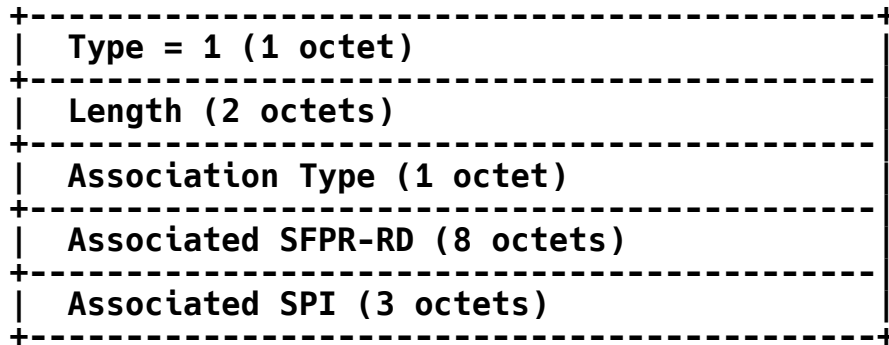 Type = 1 (1 octet)
Length (2 octets)
Association Type (1 octet)
Associated SFPR-RD (8 octets)
Associated SPI (3 octets)